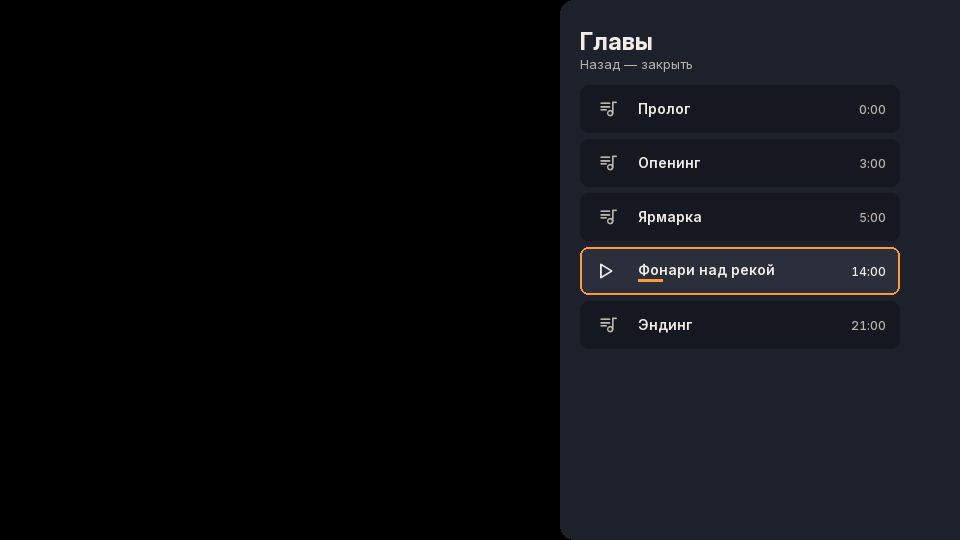 Главы
Назад — закрыть
Пролог 0:00
Опенинг 3:00
Ярмарка 5:00
Фонари над рекой 14:00
Эндинг 21:00